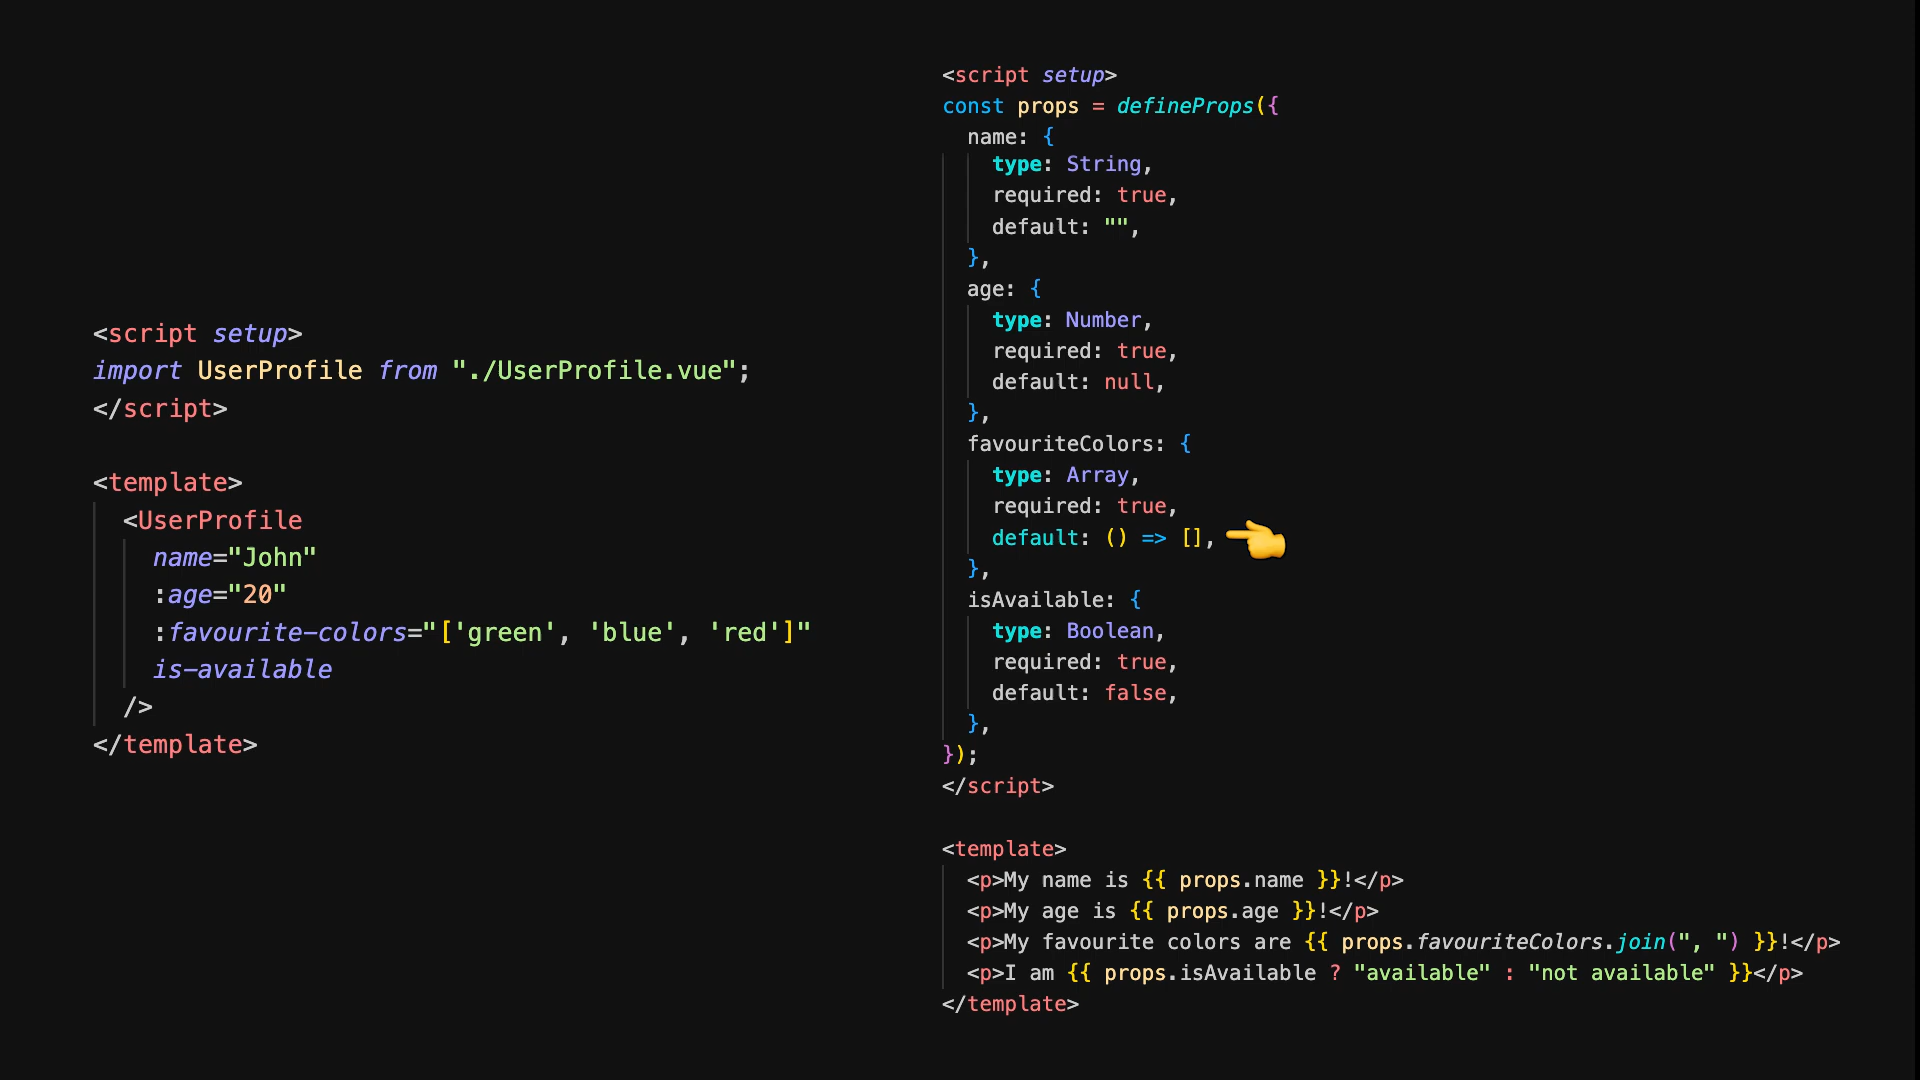 <script setup>
import UserProfile from "./UserProfile.vue";
</script>
<template>
<UserProfile
name="John"
:age="20"
:favourite-colors="['green', 'blue', 'red']"
is-available
/>
</template>
<script setup>
const props = defineProps({
name: {
type: String,
required: true,
default: "",
},
age: {
type: Number,
required: true,
default: null,
},
favouriteColors: {
type: Array,
required: true,
default: () => [],
},
isAvailable: {
type: Boolean,
required: true,
default: false,
},
});
</script>
<template>
<p>My name is {{ props.name }}!</p>
<p>My age is {{ props.age }}!</p>
<p>My favourite colors are {{ props.favouriteColors.join(", ") }}!</p>
<p>I am {{ props.isAvailable ? "available" : "not available" }}</p>
</template>